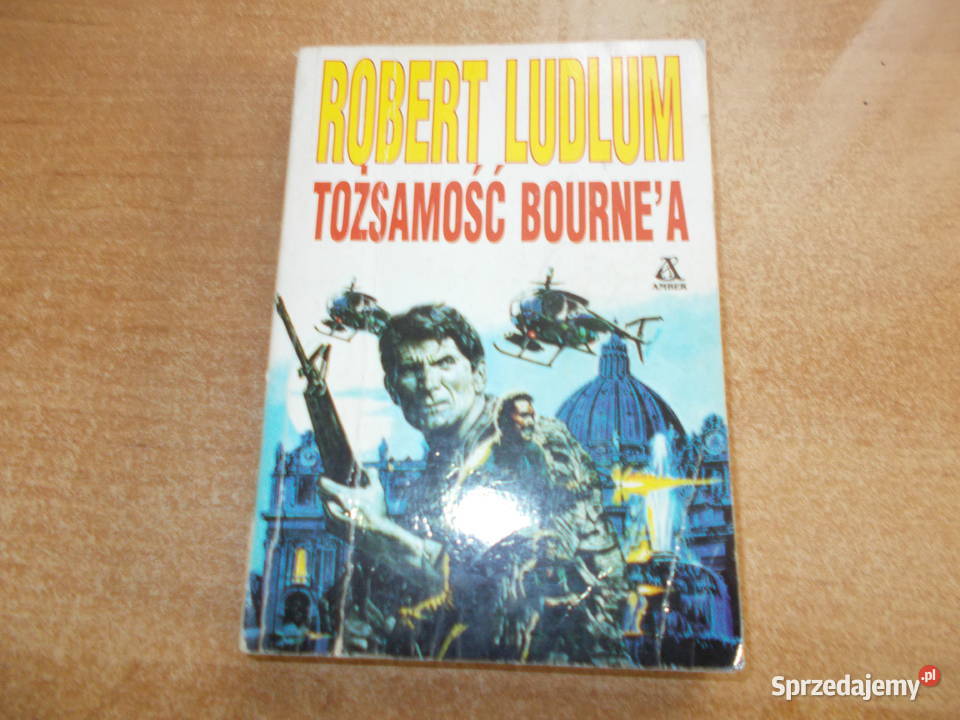 ROBERT LUDLUM
TOŻSAMOŚĆ BOURNE'A
AMBER
Sprzedajemy.pl